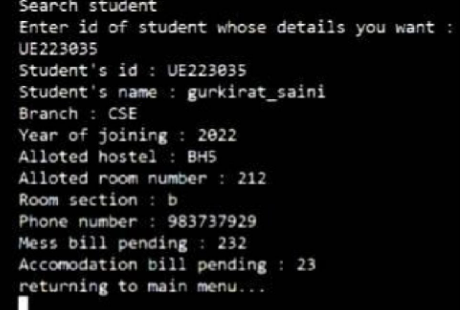 Search student
Enter id of student whose details you want :
UE223035
Student's id : UE223035
Student's name : gurkirat_saini
Branch : CSE
Year of joining : 2022
Alloted hostel : BH5
Alloted room number : 212
Room section : b
Phone number : 983737929
Mess bill pending : 232
Accomodation bill pending : 23
returning to main menu...